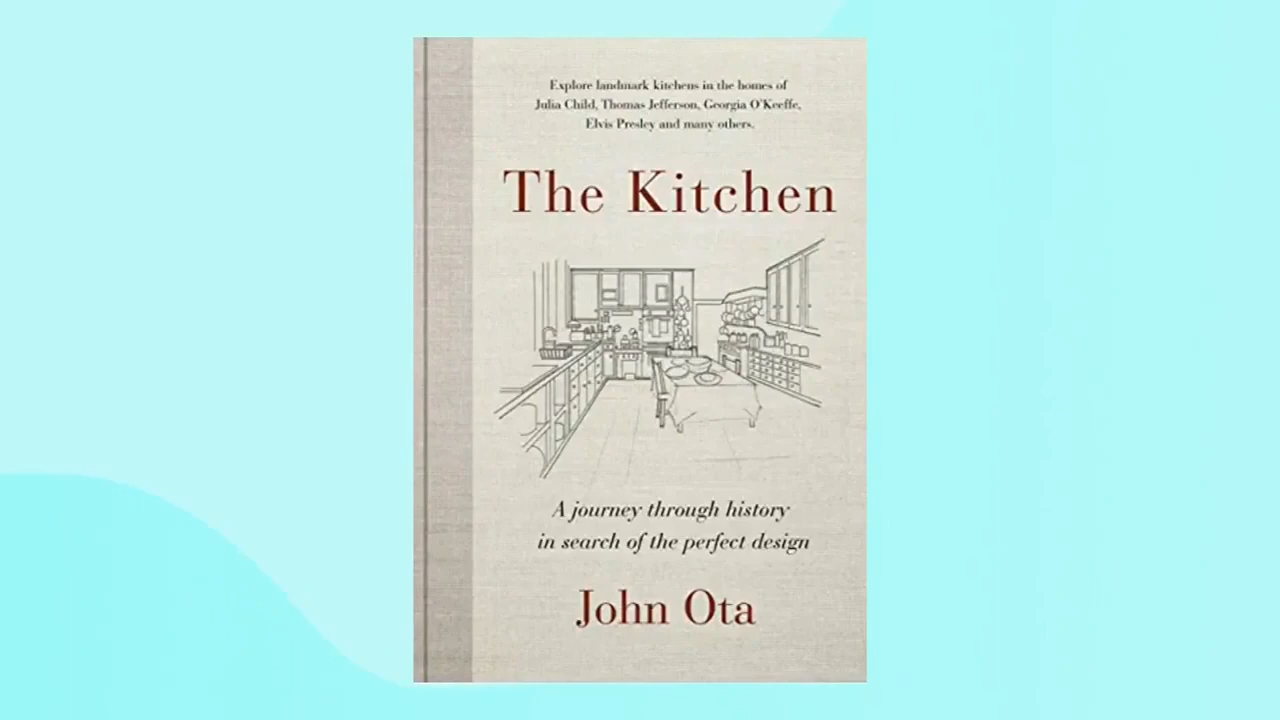 Explore landmark kitchens in the homes of
Julia Child, Thomas Jefferson, Georgia O'Keeffe,
Elvis Presley and many others.
The Kitchen
A journey through history
in search of the perfect design
John Ota